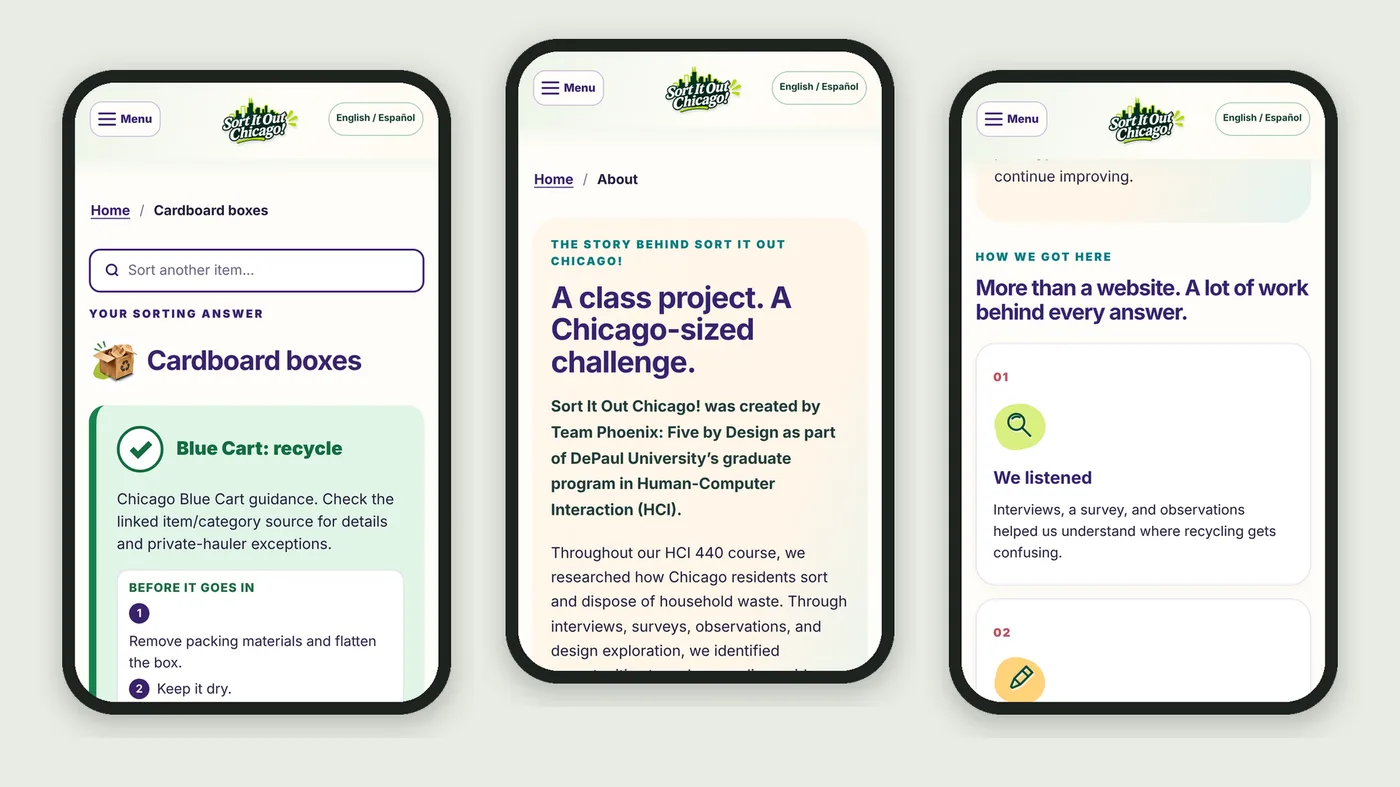 Menu
Sort It Out
Chicago!
English / Español
Home / Cardboard boxes
Sort another item...
YOUR SORTING ANSWER
Cardboard boxes
Blue Cart: recycle
Chicago Blue Cart guidance. Check the
linked item/category source for details
and private-hauler exceptions.
BEFORE IT GOES IN
1
Remove packing materials and flatten
the box.
2 Keep it dry.
Menu
Sort It Out
Chicago!
English / Español
Home / About
THE STORY BEHIND SORT IT OUT
CHICAGO!
A class project. A
Chicago-sized
challenge.
Sort It Out Chicago! was created by
Team Phoenix: Five by Design as part
of DePaul University’s graduate
program in Human-Computer
Interaction (HCI).
Throughout our HCI 440 course, we
researched how Chicago residents sort
and dispose of household waste. Through
interviews, surveys, observations, and
design exploration, we identified
Menu
Sort It Out
Chicago!
English / Español
continue improving.
HOW WE GOT HERE
More than a website. A lot of work
behind every answer.
01
We listened
Interviews, a survey, and observations
helped us understand where recycling gets
confusing.
02